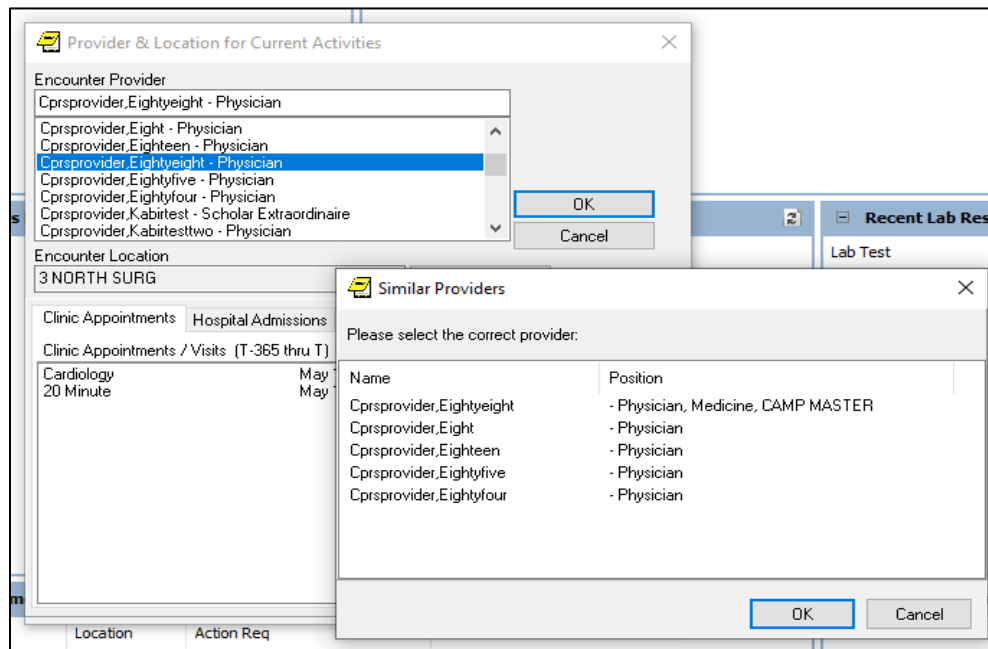 Provider & Location for Current Activities
Encounter Provider
Cprsprovider,Eightyeight - Physician
Cprsprovider,Eight - Physician
Cprsprovider,Eighteen - Physician
Cprsprovider,Eightyeight - Physician
Cprsprovider,Eightyfive - Physician
Cprsprovider,Eightyfour - Physician
Cprsprovider,Kabirtest - Scholar Extraordinaire
Cprsprovider,Kabirtesttwo - Physician
OK
Cancel
Encounter Location
3 NORTH SURG
Clinic Appointments Hospital Admissions
Clinic Appointments / Visits (T-365 thru T)
Cardiology May
20 Minute May
Similar Providers
Please select the correct provider:
Name Position
Cprsprovider,Eightyeight - Physician, Medicine, CAMP MASTER
Cprsprovider,Eight - Physician
Cprsprovider,Eighteen - Physician
Cprsprovider,Eightyfive - Physician
Cprsprovider,Eightyfour - Physician
OK Cancel
Recent Lab Res
Lab Test
Location Action Req